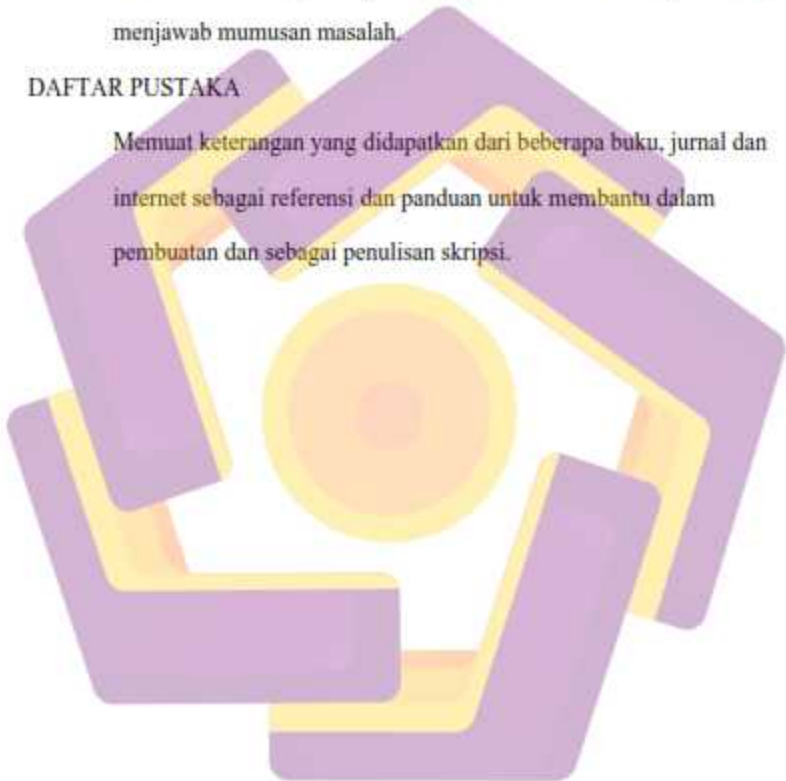 menjawab mumusan masalah.
DAFTAR PUSTAKA
Memuat keterangan yang didapatkan dari beberapa buku, jurnal dan
internet sebagai referensi dan panduan untuk membantu dalam
pembuatan dan sebagai penulisan skripsi.